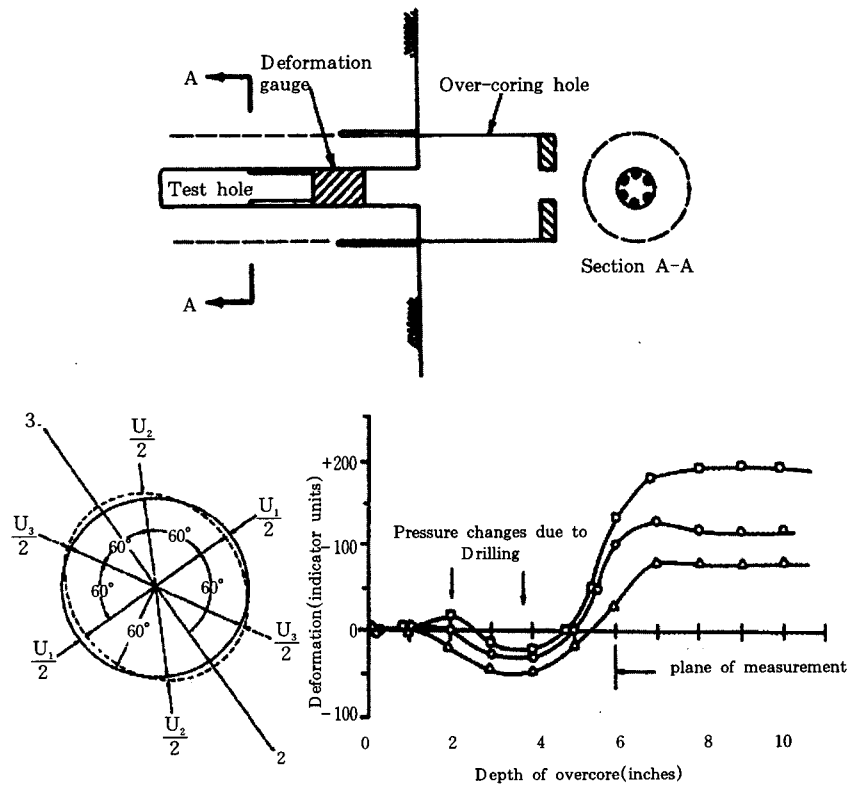 Deformation
gauge
A
Over-coring hole
Test hole
Section A-A
A
3.
U₂/2
U₁/2
U₃/2
60°
60°
60°
60°
60°
U₁/2
60°
U₃/2
U₂/2
2
Deformation(indicator units)
+200
-100
0
-100
Pressure changes due to
Drilling
plane of measurement
0 2 4 6 8 10
Depth of overcore(inches)